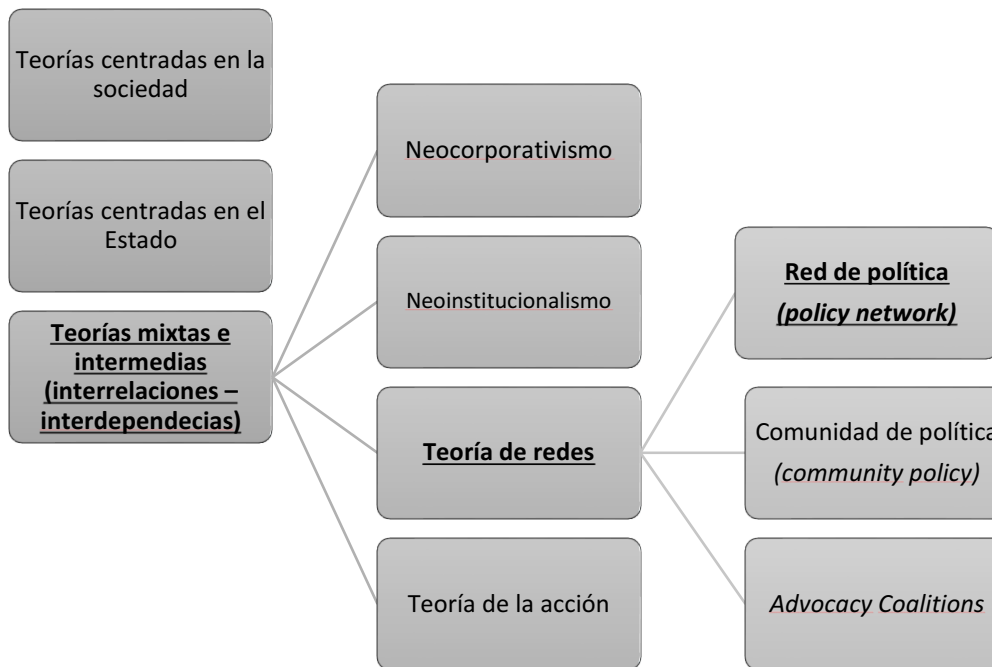 Teorías centradas en la
sociedad
Teorías centradas en el
Estado
Teorías mixtas e
intermedias
(interrelaciones –
interdependecias)
Neocorporativismo
Neoinstitucionalismo
Teoría de redes
Teoría de la acción
Red de política
(policy network)
Comunidad de política
(community policy)
Advocacy Coalitions